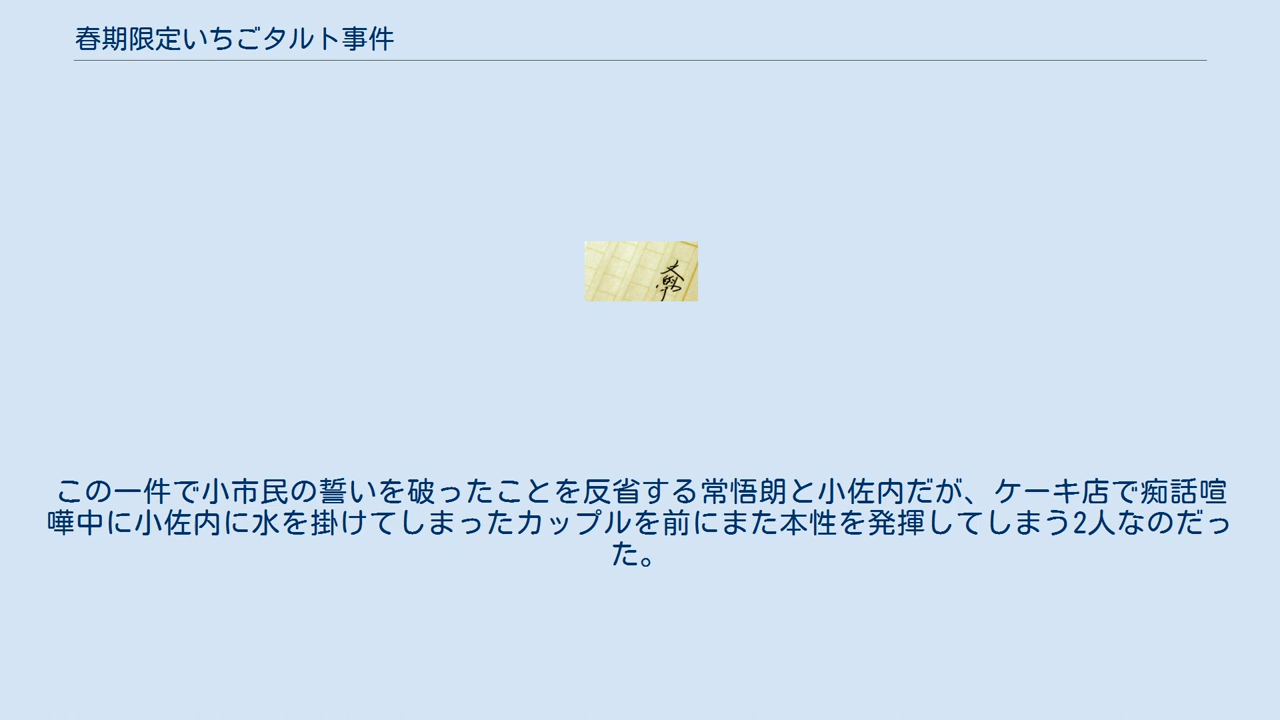 春期限定いちごタルト事件
この一件で小市民の誓いを破ったことを反省する常悟朗と小佐内だが、ケーキ店で痴話喧
嘩中に小佐内に水を掛けてしまったカップルを前にまた本性を発揮してしまう2人なのだっ
た。